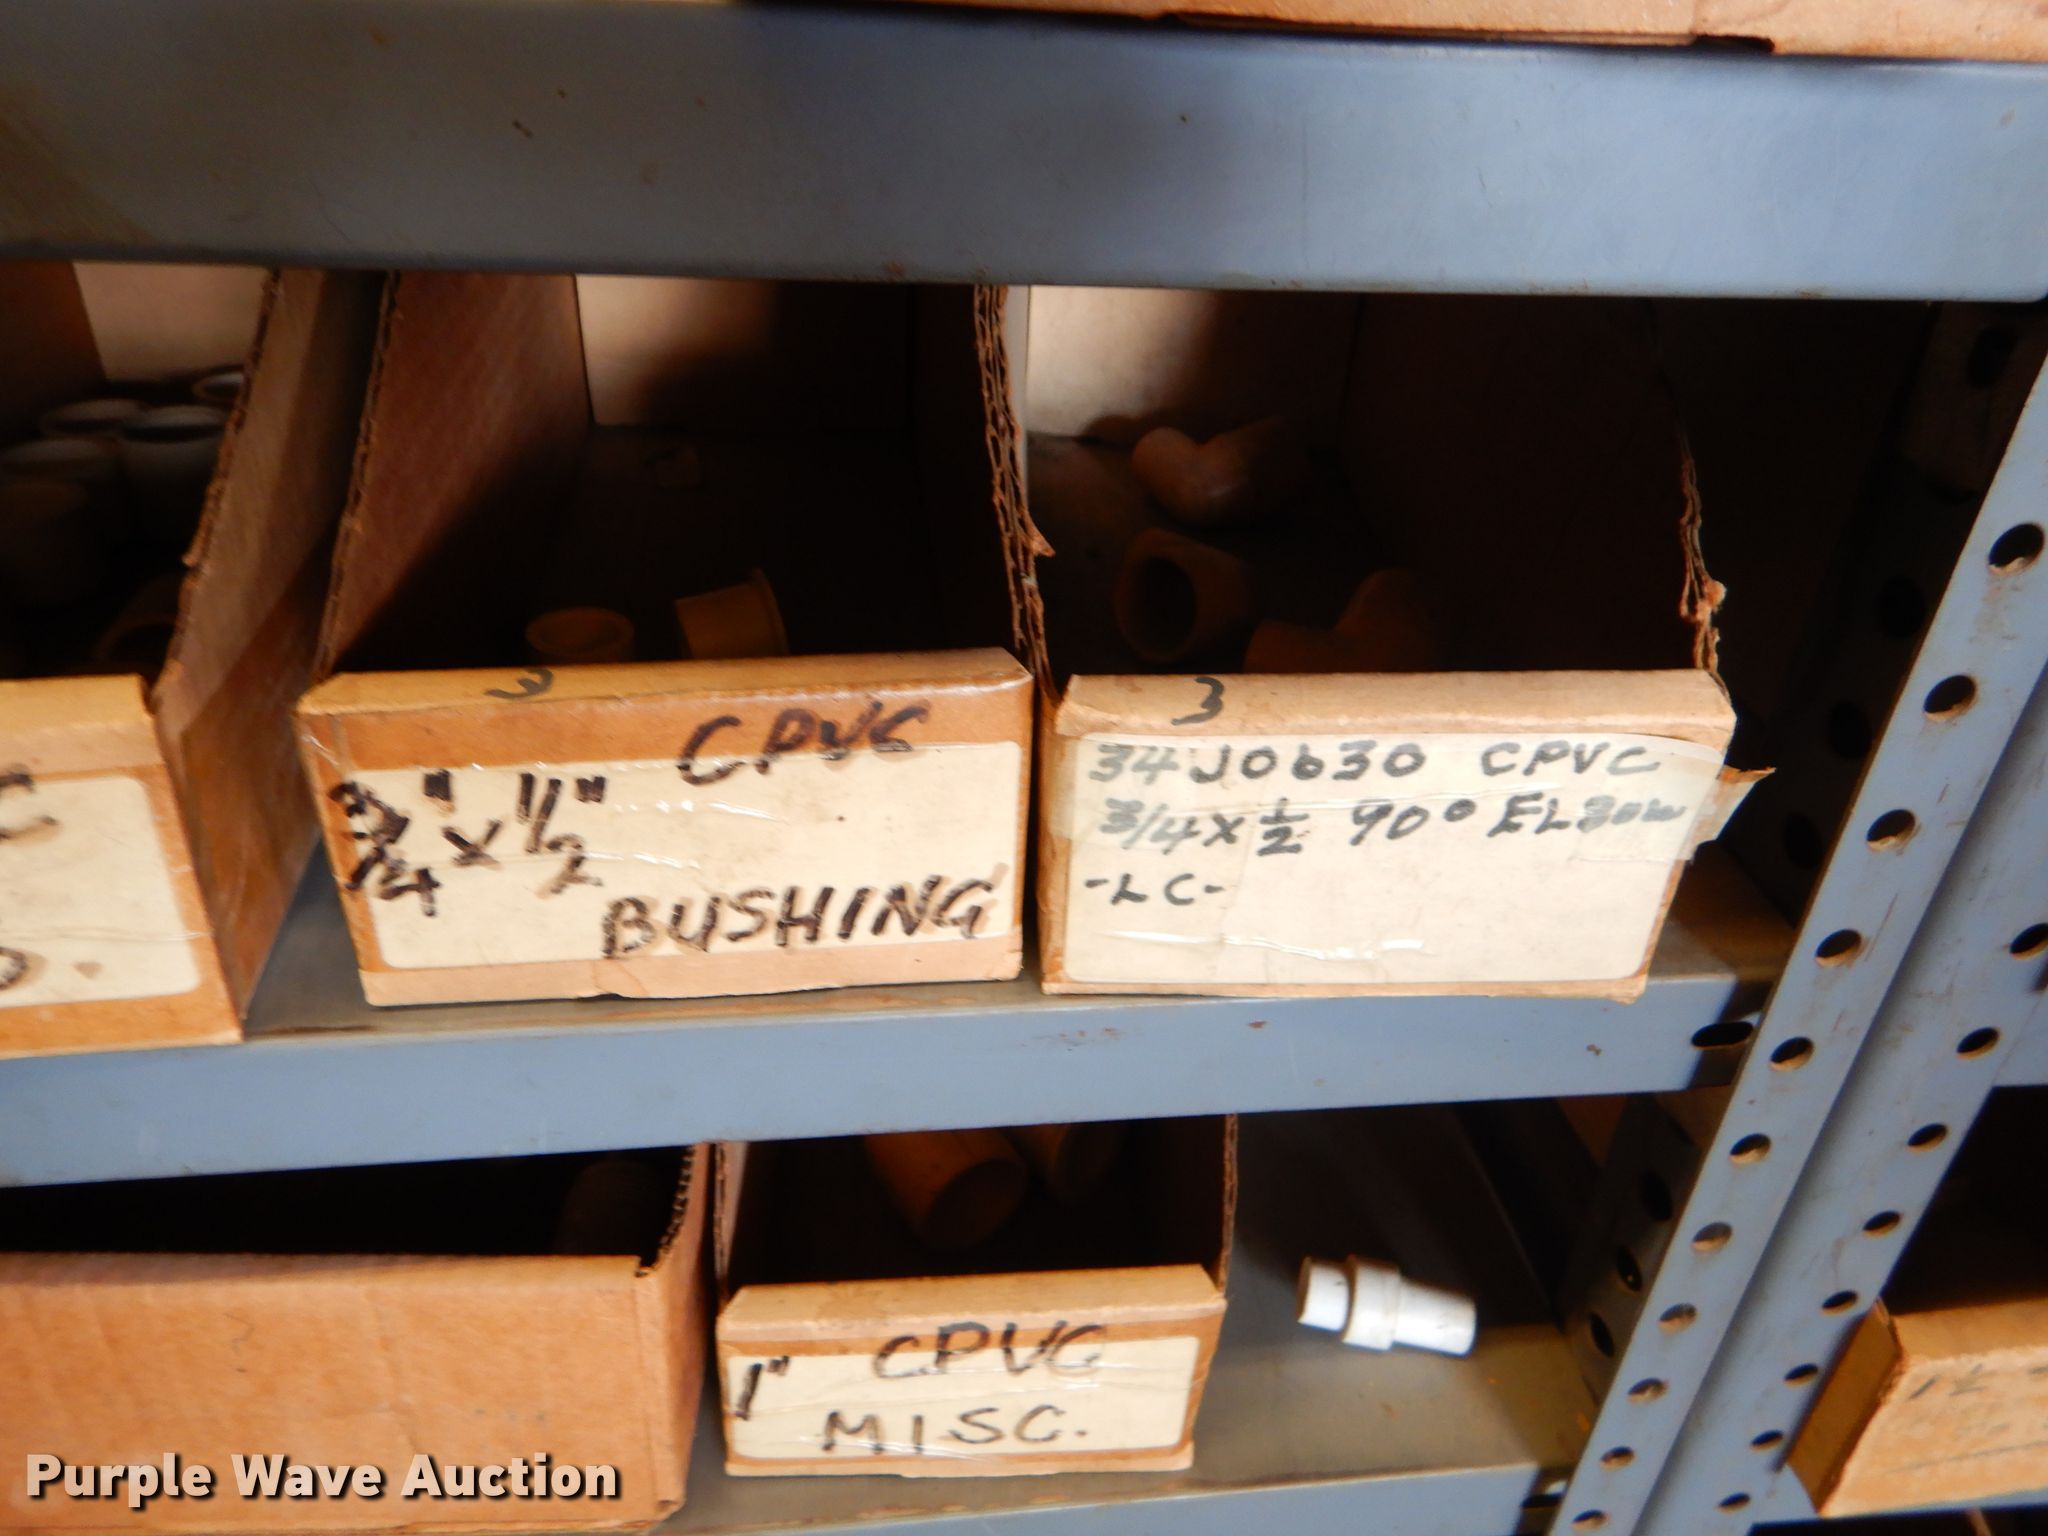 3
CPVC
3/4" x 1/2"
BUSHING
3
34J0630 CPVC
3/4 x 1/2 90° ELBOW
-LC-
1" CPVC
MISC.
Purple Wave Auction